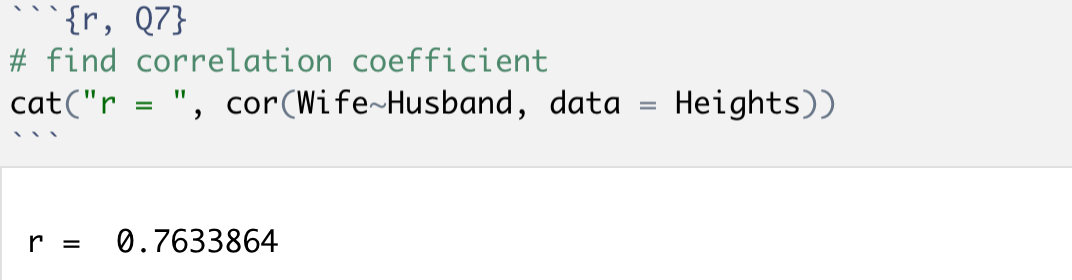 ```{r, Q7}
# find correlation coefficient
cat("r = ", cor(Wife~Husband, data = Heights))
```
r =  0.7633864